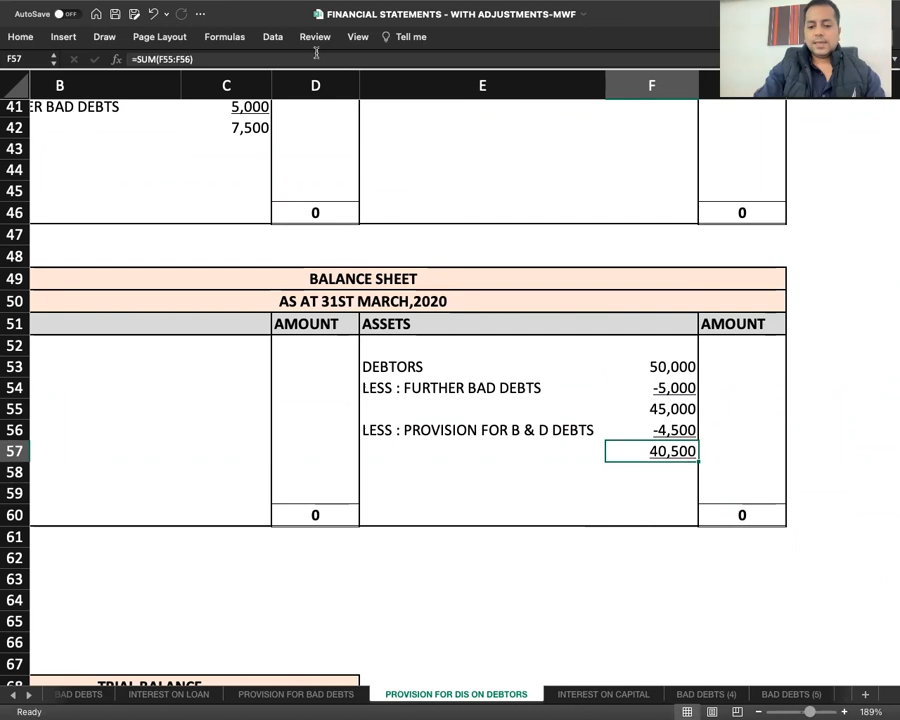 AutoSave OFF ... FINANCIAL STATEMENTS - WITH ADJUSTMENTS-MWF
Home Insert Draw Page Layout Formulas Data Review View Tell me
F57 fx =SUM(F55:F56)
B C D E F
41 ER BAD DEBTS 5,000
42 7,500
43
44
45
46 0 0
47
48
49 BALANCE SHEET
50 AS AT 31ST MARCH,2020
51 AMOUNT ASSETS AMOUNT
52
53 DEBTORS 50,000
54 LESS : FURTHER BAD DEBTS -5,000
55 45,000
56 LESS : PROVISION FOR B & D DEBTS -4,500
57 40,500
58
59
60 0 0
61
62
63
64
65
66
67
68 TRIAL BALANCE
BAD DEBTS INTEREST ON LOAN PROVISION FOR BAD DEBTS PROVISION FOR DIS ON DEBTORS INTEREST ON CAPITAL BAD DEBTS (4) BAD DEBTS (5) +
Ready - + 189%